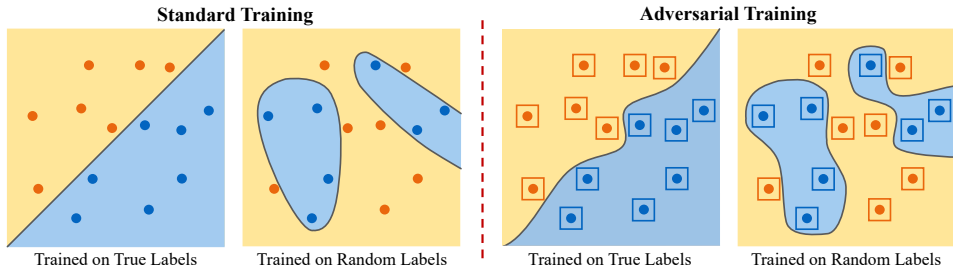 Standard Training
Adversarial Training
Trained on True Labels
Trained on Random Labels
Trained on True Labels
Trained on Random Labels